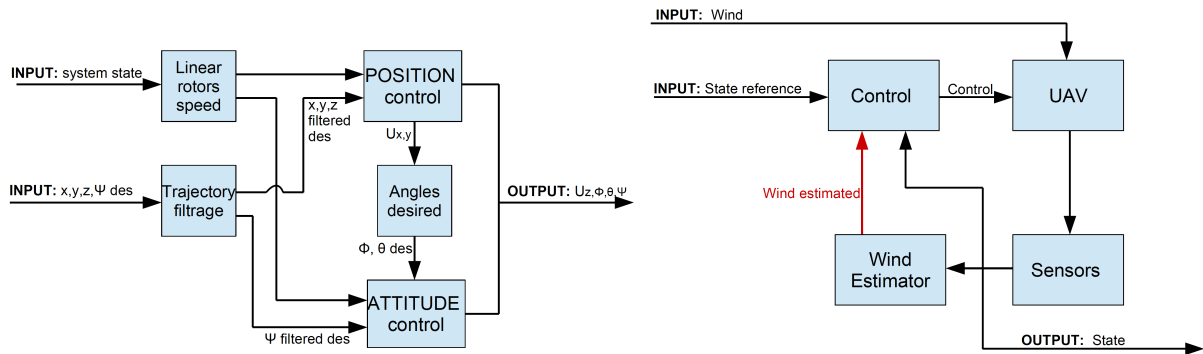 INPUT: system state
Linear
rotors
speed
POSITION
control
x,y,z
filtered
des
Ux,y
INPUT: x,y,z,Ψ des
Trajectory
filtrage
Angles
desired
OUTPUT: Uz,Φ,θ,Ψ
Φ, θ des
ATTITUDE
control
Ψ filtered des
INPUT: Wind
INPUT: State reference
Control
Control
UAV
Wind estimated
Wind
Estimator
Sensors
OUTPUT: State